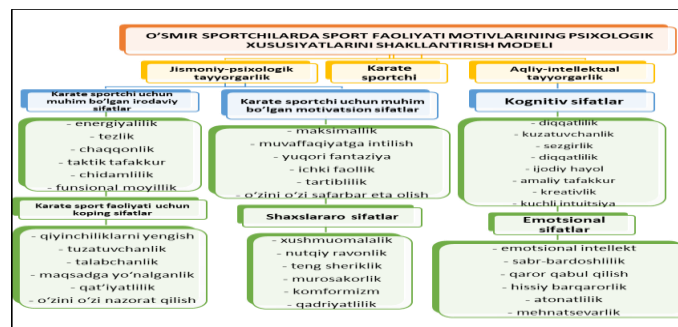 O'SMIR SPORTCHILARDA SPORT FAOLIYATI MOTIVLARINING PSIXOLOGIK
XUSUSIYATLARINI SHAKLLANTIRISH MODELI
Jismoniy-psixologik
tayyorgarlik
Karate
sportchi
Aqliy-intellektual
tayyorgarlik
Karate sportchi uchun
muhim bo'lgan irodaviy
sifatlar
- energiyalilik
- tezlik
- chaqqonlik
- taktik tafakkur
- chidamlilik
- funsional moyillik
Karate sport faoliyati uchun
koping sifatlar
- qiyinchiliklarni yengish
- tuzatuvchanlik
- talabchanlik
- maqsadga yo'nalganlik
- qat'iyatlilik
- o'zini o'zi nazorat qilish
Karate sportchi uchun muhim
bo'lgan motivatsion sifatlar
- maksimallik
- muvaffaqiyatga intilish
- yuqori fantaziya
- ichki faollik
- tartiblilik
- o'zini o'zi safarbar eta olish
Shaxslararo sifatlar
- xushmuomalalik
- nutqiy ravonlik
- teng sheriklik
- murosakorlik
- komformizm
- qadriyatlilik
Kognitiv sifatlar
- diqqatlilik
- kuzatuvchanlik
- sezgirlik
- diqqatlilik
- ijodiy hayol
- amaliy tafakkur
- kreativlik
- kuchli intuitsiya
Emotsional
sifatlar
- emotsional intellekt
- sabr-bardoshlilik
- qaror qabul qilish
- hissiy barqarorlik
- atonatlilik
- mehnatsevarlik